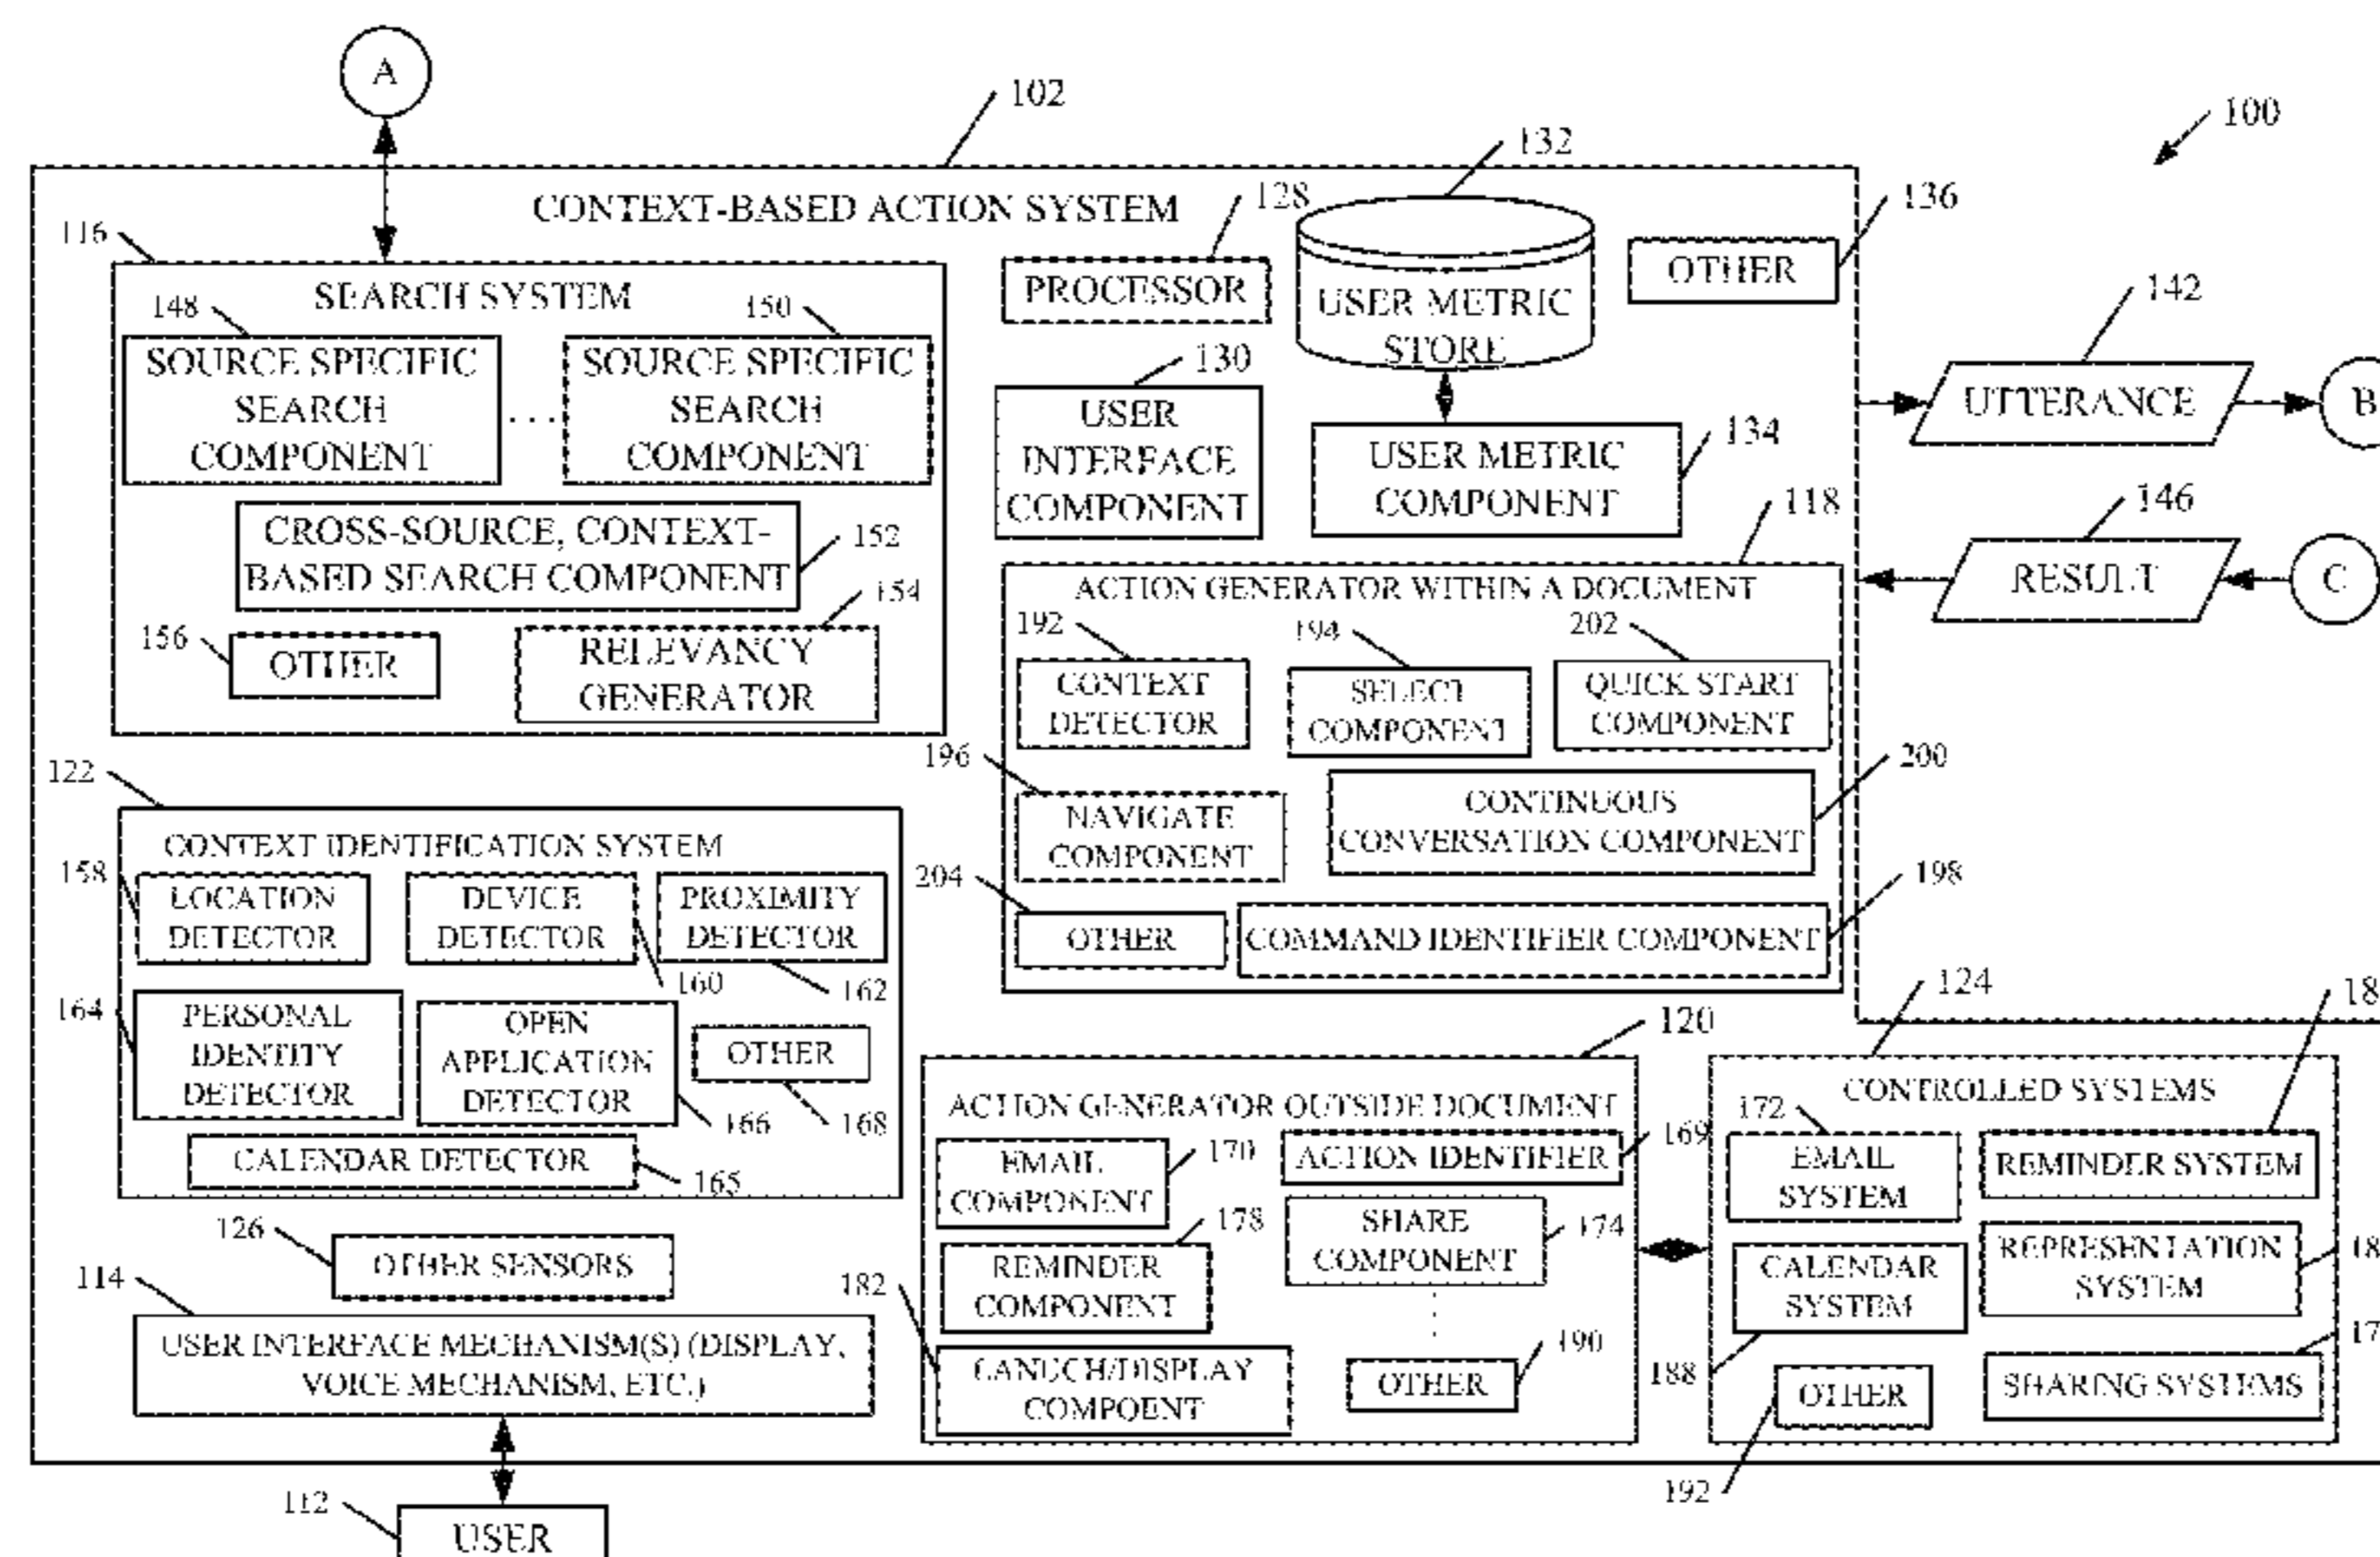 A
102
100
132
CONTEXT-BASED ACTION SYSTEM
128
136
116
SEARCH SYSTEM
PROCESSOR
USER METRIC
STORE
OTHER
148
150
142
SOURCE SPECIFIC
SEARCH
COMPONENT
. . .
SOURCE SPECIFIC
SEARCH
COMPONENT
130
USER
INTERFACE
COMPONENT
UTTERANCE
B
134
USER METRIC
COMPONENT
146
118
CROSS-SOURCE, CONTEXT-
BASED SEARCH COMPONENT
152
RESULT
C
154
156
OTHER
RELEVANCY
GENERATOR
ACTION GENERATOR WITHIN A DOCUMENT
192
194
202
CONTEXT
DETECTOR
SELECT
COMPONENT
QUICK START
COMPONENT
196
200
122
NAVIGATE
COMPONENT
CONTINUOUS
CONVERSATION COMPONENT
CONTEXT IDENTIFICATION SYSTEM
158
204
198
LOCATION
DETECTOR
DEVICE
DETECTOR
PROXIMITY
DETECTOR
OTHER
COMMAND IDENTIFIER COMPONENT
160
162
124
18
164
PERSONAL
IDENTITY
DETECTOR
OPEN
APPLICATION
DETECTOR
OTHER
120
166
168
ACTION GENERATOR OUTSIDE DOCUMENT
CONTROLLED SYSTEMS
172
CALENDAR DETECTOR
165
EMAIL
COMPONENT
170
ACTION IDENTIFIER
169
EMAIL
SYSTEM
REMINDER SYSTEM
126
OTHER SENSORS
178
SHARE
COMPONENT
174
REMINDER
COMPONENT
CALENDAR
SYSTEM
REPRESENTATION
SYSTEM
18
114
182
USER INTERFACE MECHANISM(S) (DISPLAY,
VOICE MECHANISM, ETC.)
LANUCH/DISPLAY
COMPOENT
OTHER
190
188
OTHER
SHARING SYSTEMS
17
192
112
USER